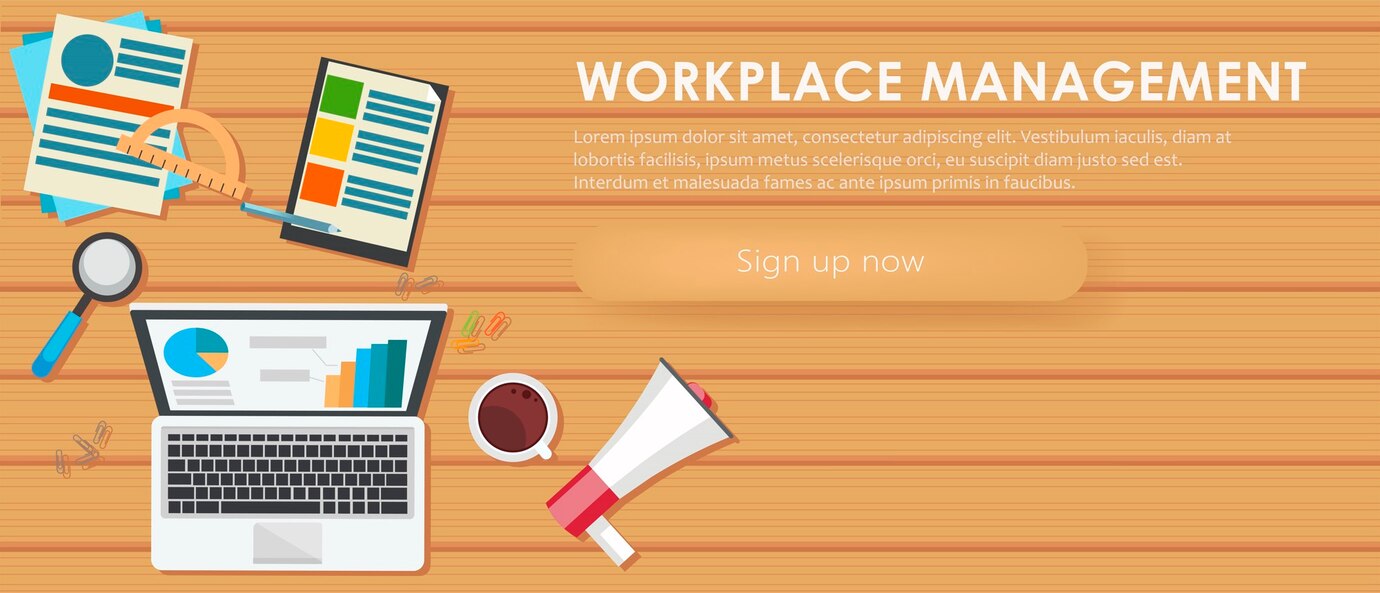 WORKPLACE MANAGEMENT
Lorem ipsum dolor sit amet, consectetur adipiscing elit. Vestibulum iaculis, diam at
lobortis facilisis, ipsum metus scelerisque orci, eu suscipit diam justo sed est.
Interdum et malesuada fames ac ante ipsum primis in faucibus.
Sign up now